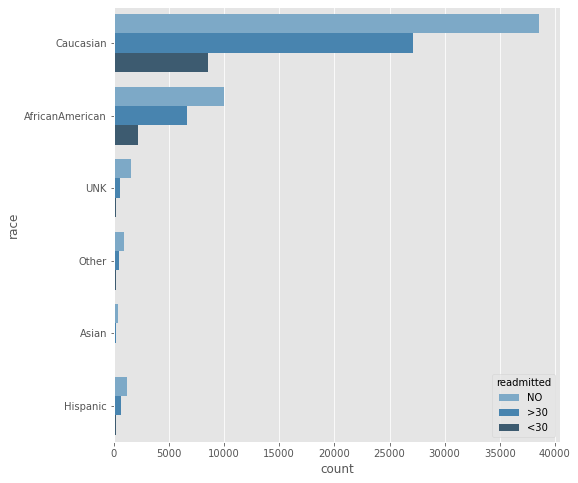 race
Caucasian
AfricanAmerican
UNK
Other
Asian
Hispanic
readmitted
NO
>30
<30
0 5000 10000 15000 20000 25000 30000 35000 40000
count